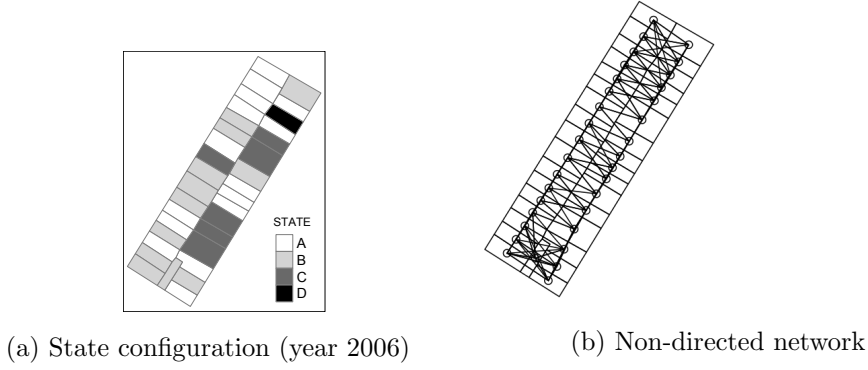 STATE
A
B
C
D
(a) State configuration (year 2006)
(b) Non-directed network